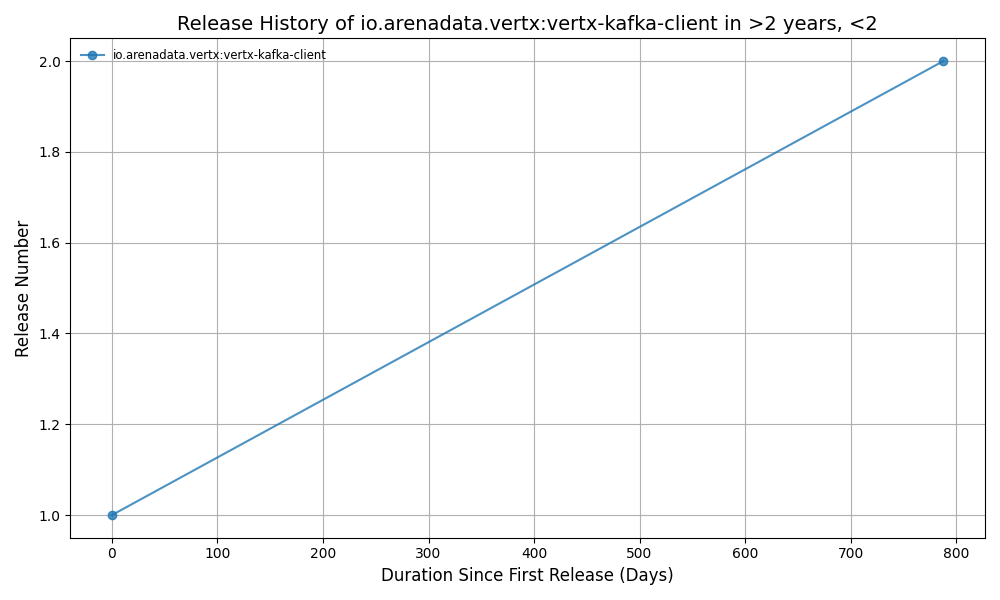 Release History of io.arenadata.vertx:vertx-kafka-client in >2 years, <2
io.arenadata.vertx:vertx-kafka-client
Release Number
2.0
1.8
1.6
1.4
1.2
1.0
0 100 200 300 400 500 600 700 800
Duration Since First Release (Days)